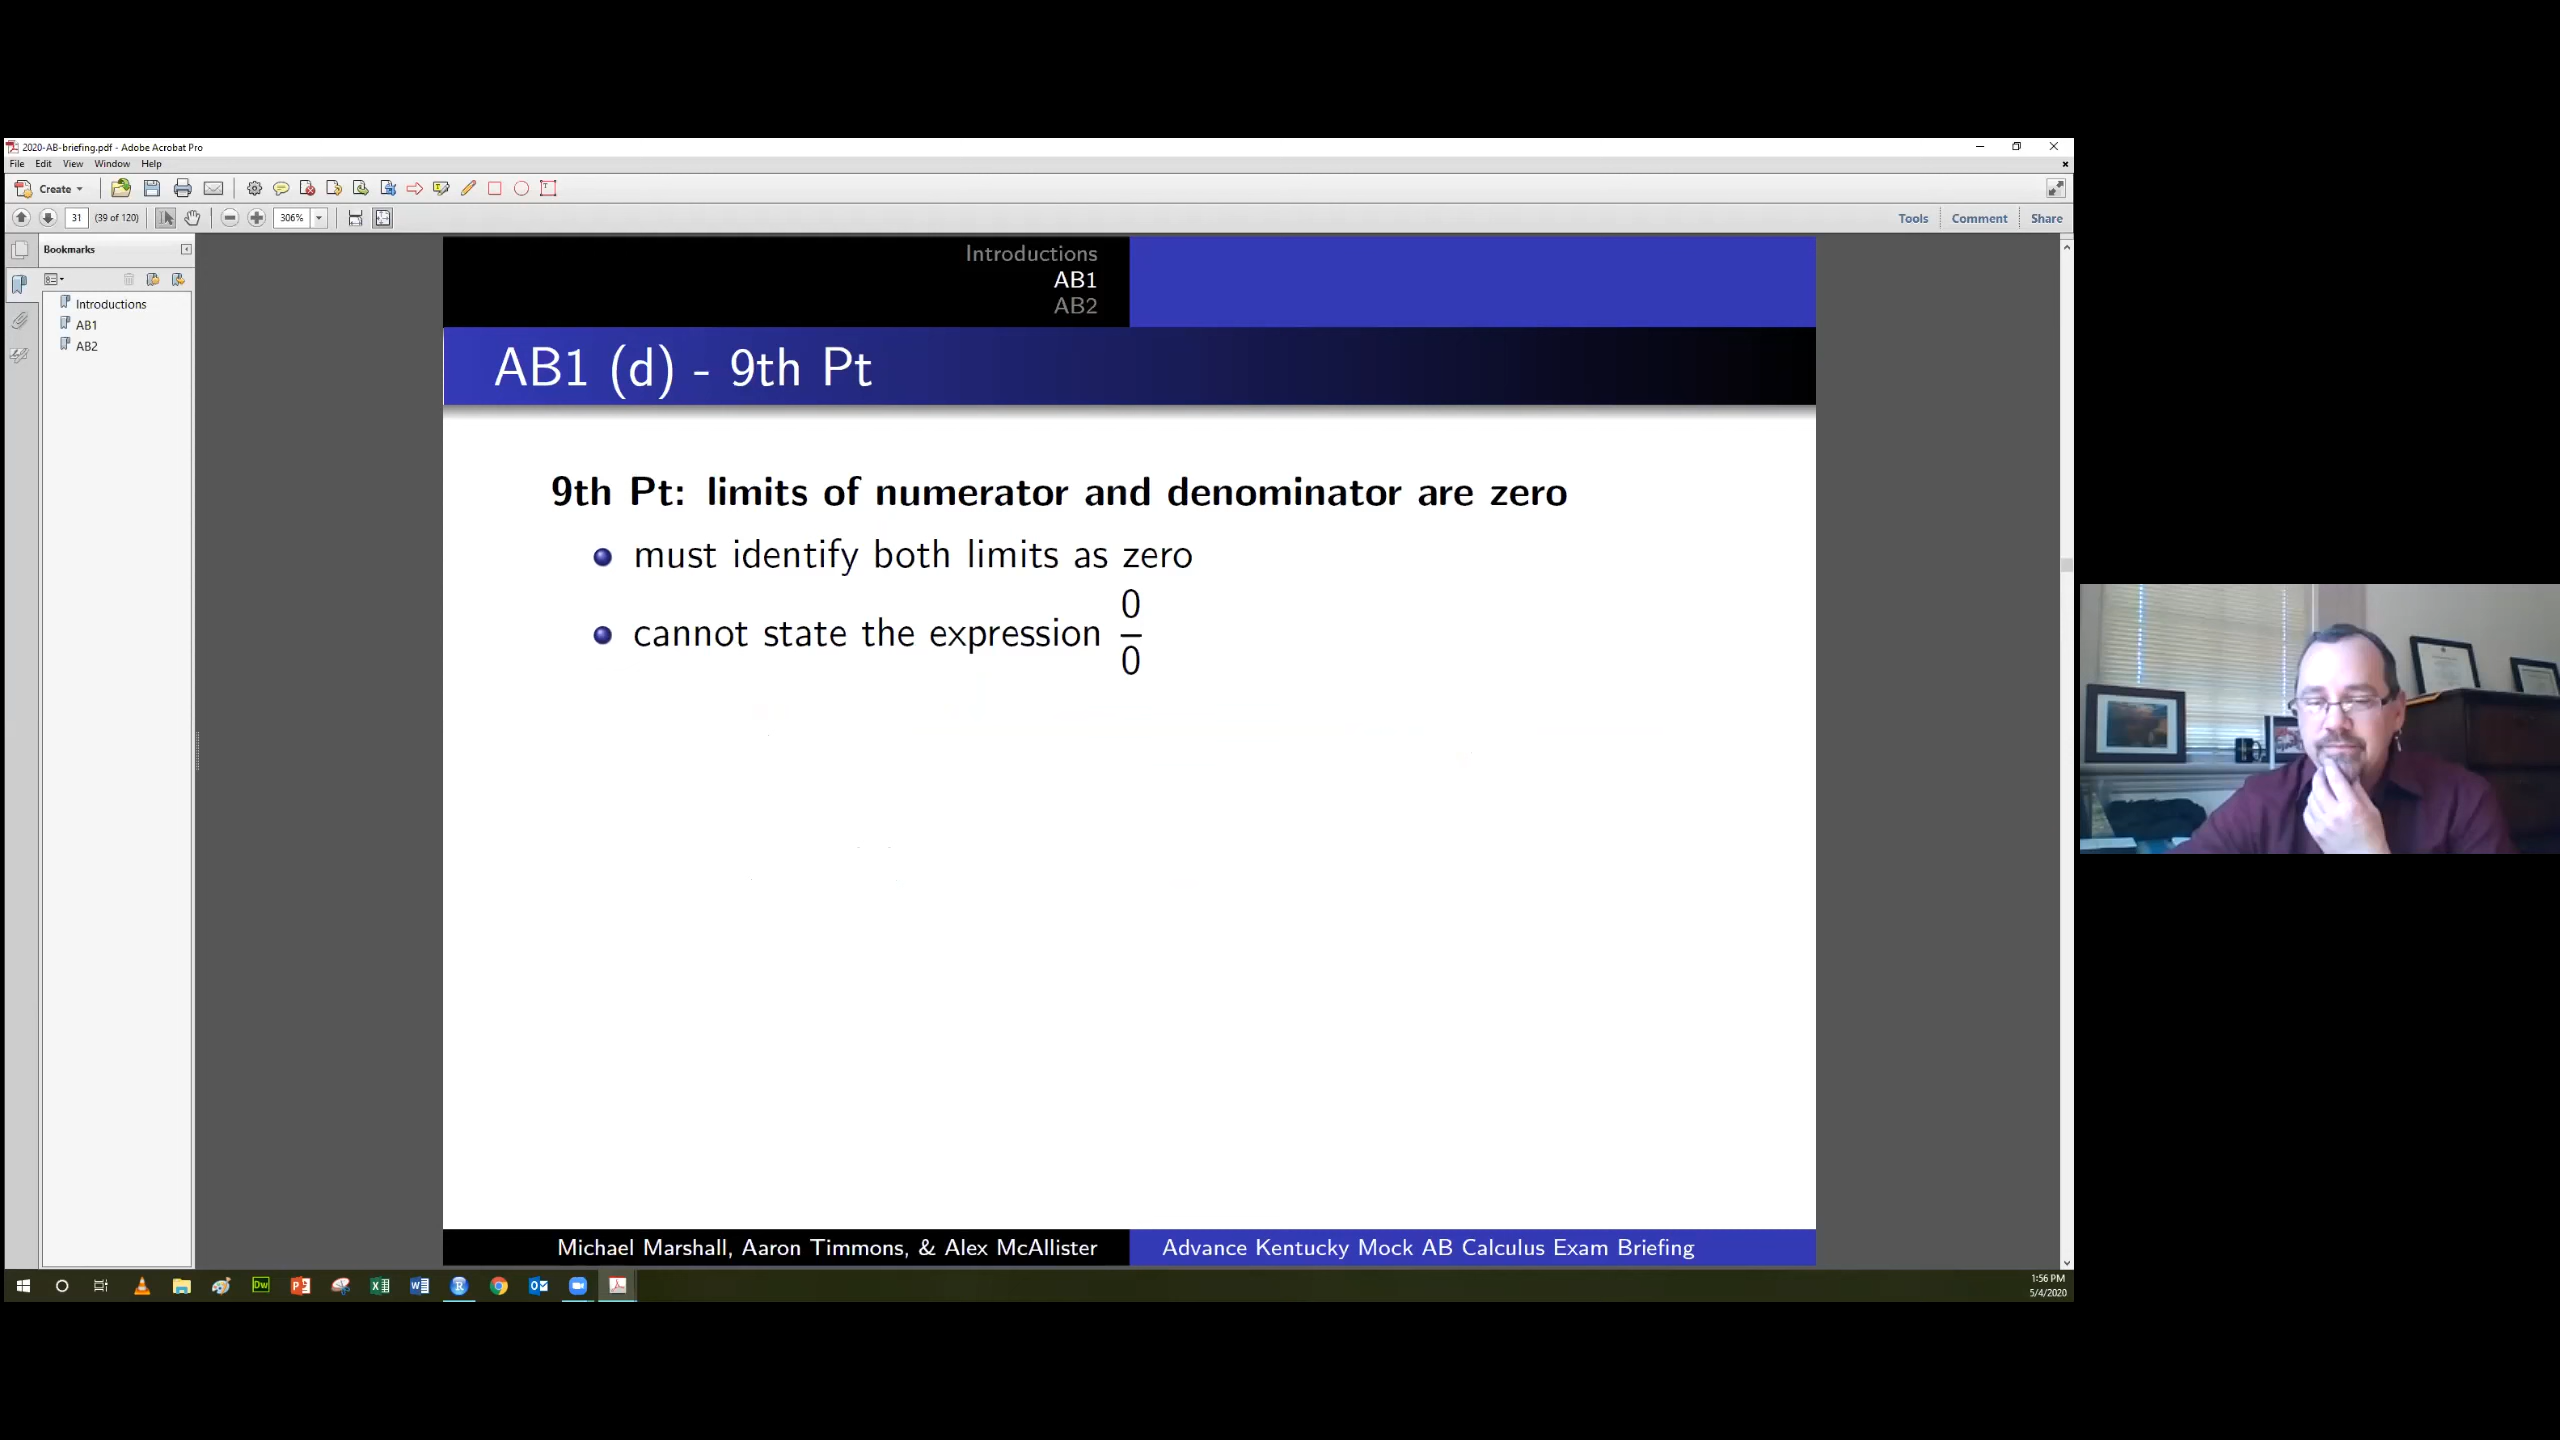 2020-AB-briefing.pdf - Adobe Acrobat Pro
File Edit View Window Help
Create
31 (39 of 120) 306% Tools Comment Share
Bookmarks
Introductions
AB1
AB2
Introductions
AB1
AB2
AB1 (d) - 9th Pt
9th Pt: limits of numerator and denominator are zero
must identify both limits as zero
cannot state the expression 0/0
Michael Marshall, Aaron Timmons, & Alex McAllister Advance Kentucky Mock AB Calculus Exam Briefing
1:56 PM
5/4/2020